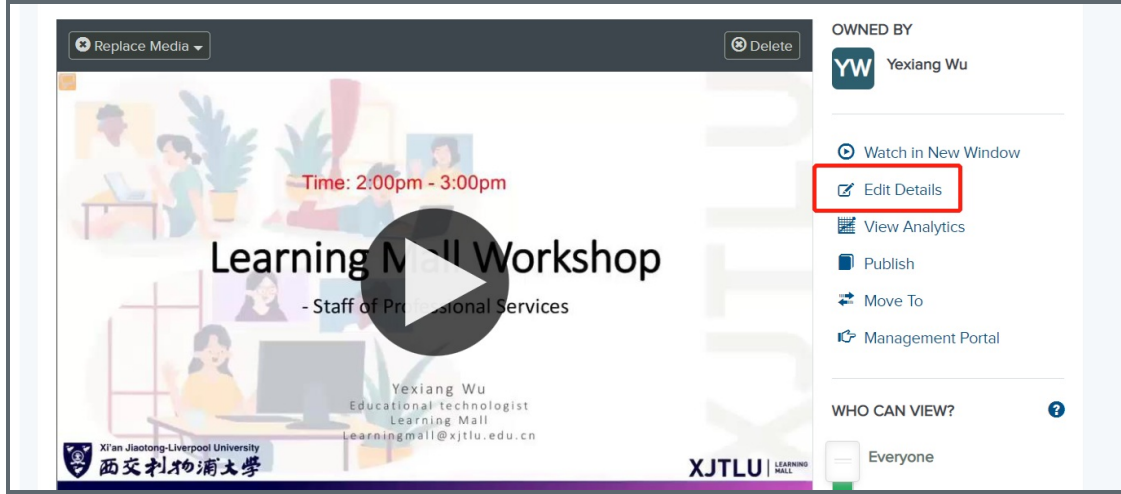 Replace Media
Delete
Time: 2:00pm - 3:00pm
Learning Mall Workshop
- Staff of Professional Services
Yexiang Wu
Educational technologist
Learning Mall
Learningmall@xjtlu.edu.cn
Xi'an Jiaotong-Liverpool University
西交利物浦大学
XJTLU LEARNING MALL
XJTLU
OWNED BY
YW Yexiang Wu
Watch in New Window
Edit Details
View Analytics
Publish
Move To
Management Portal
WHO CAN VIEW? ?
Everyone